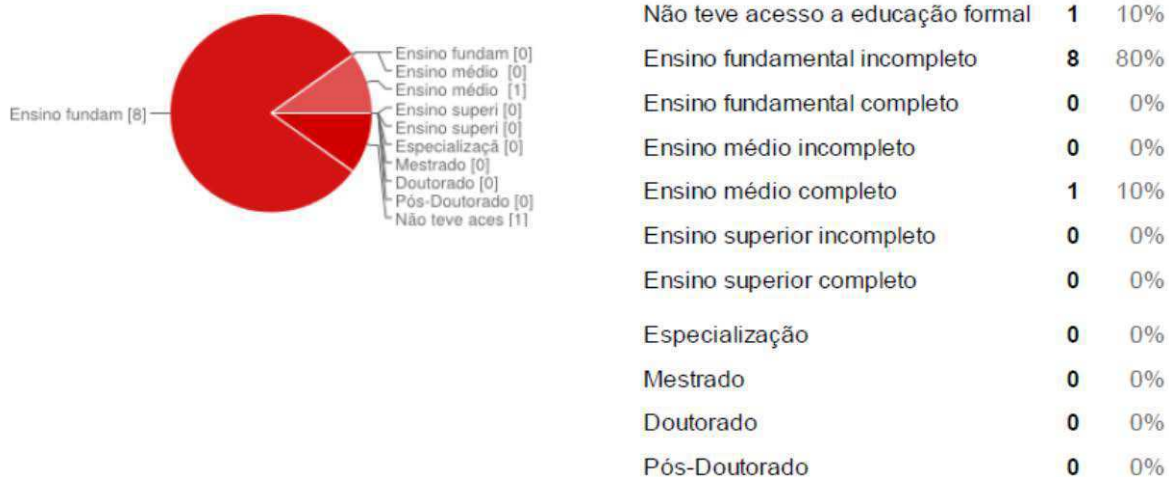 Ensino fundam [8]
Ensino fundam [0]
Ensino médio [0]
Ensino médio [1]
Ensino superi [0]
Ensino superi [0]
Especializaçã [0]
Mestrado [0]
Doutorado [0]
Pós-Doutorado [0]
Não teve aces [1]
Não teve acesso a educação formal 1 10%
Ensino fundamental incompleto 8 80%
Ensino fundamental completo 0 0%
Ensino médio incompleto 0 0%
Ensino médio completo 1 10%
Ensino superior incompleto 0 0%
Ensino superior completo 0 0%
Especialização 0 0%
Mestrado 0 0%
Doutorado 0 0%
Pós-Doutorado 0 0%